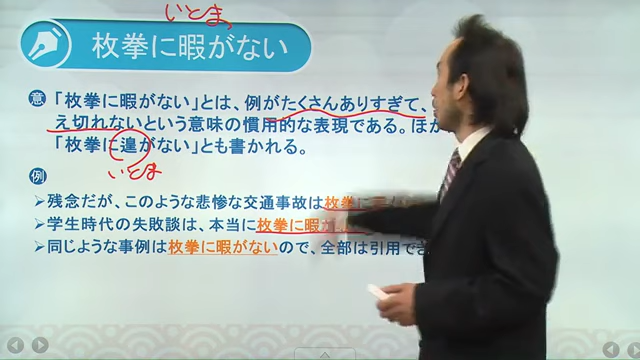 いとま
枚挙に暇がない
意 「枚挙に暇がない」とは、例がたくさんありすぎて、
え切れないという意味の慣用的な表現である。ほか
「枚挙に遑がない」とも書かれる。
いとま
例
➢残念だが、このような悲惨な交通事故は枚挙に
➢学生時代の失敗談は、本当に枚挙に暇が
➢同じような事例は枚挙に暇がないので、全部は引用でき